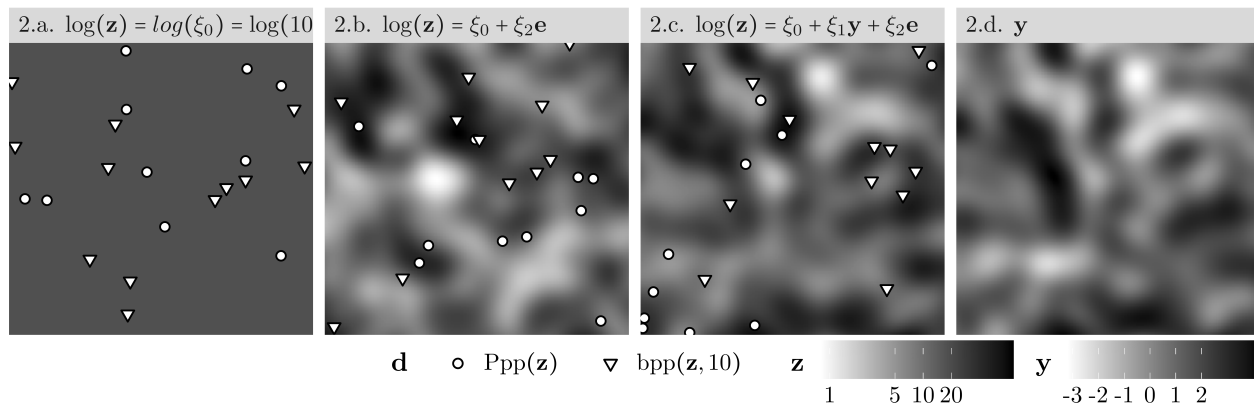 2.a. log(z) = log(ξ₀) = log(10
2.b. log(z) = ξ₀ + ξ₂e
2.c. log(z) = ξ₀ + ξ₁y + ξ₂e
2.d. y
d Ppp(z) bpp(z, 10) z y
1 5 10 20 -3 -2 -1 0 1 2